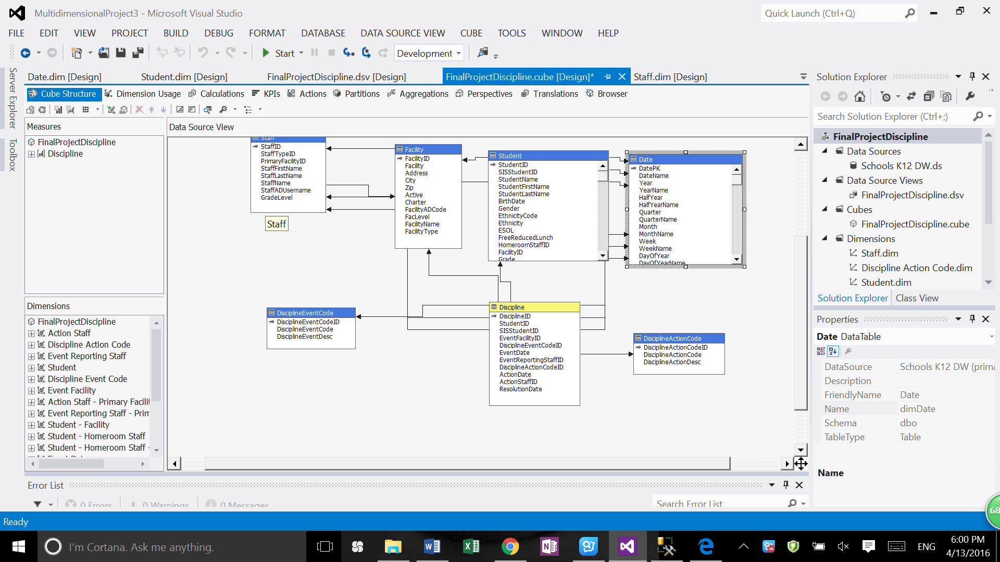 MultidimensionalProject3 - Microsoft Visual Studio
Quick Launch (Ctrl+Q)
FILE EDIT VIEW PROJECT BUILD DEBUG FORMAT DATABASE DATA SOURCE VIEW CUBE TOOLS WINDOW HELP
Start Development
Server Explorer
Toolbox
Date.dim [Design] Student.dim [Design] FinalProjectDiscipline.dsv [Design] FinalProjectDiscipline.cube [Design]* Staff.dim [Design]
Cube Structure Dimension Usage Calculations KPIs Actions Partitions Aggregations Perspectives Translations Browser
Measures
FinalProjectDiscipline
Discipline
Dimensions
FinalProjectDiscipline
Action Staff
Discipline Action Code
Event Reporting Staff
Student
Discipline Event Code
Event Facility
Action Staff - Primary Facilit
Event Reporting Staff - Prim
Student - Facility
Student - Homeroom Staff
Student - Homeroom Staff -
Data Source View
Staff
StaffID
StaffTypeID
PrimaryFacilityID
StaffFirstName
StaffLastName
StaffName
StaffADUsername
GradeLevel
Staff
Facility
FacilityID
Facility
Address
City
Zip
Active
Charter
FacilityADCode
FacLevel
FacilityName
FacilityType
Student
StudentID
SISStudentID
StudentName
StudentFirstName
StudentLastName
BirthDate
Gender
EthnicityCode
Ethnicity
ESOL
FreeReducedLunch
HomeroomStaffID
FacilityID
Grade
Date
DatePK
DateName
Year
YearName
HalfYear
HalfYearName
Quarter
QuarterName
Month
MonthName
Week
WeekName
DayOfYear
DayOfYearName
DisciplineEventCode
DisciplineEventCodeID
DisciplineEventCode
DisciplineEventDesc
Discipline
DisciplineID
StudentID
SISStudentID
EventFacilityID
DisciplineEventCodeID
EventDate
EventReportingStaffID
DisciplineActionCodeID
ActionDate
ActionStaffID
ResolutionDate
DisciplineActionCode
DisciplineActionCodeID
DisciplineActionCode
DisciplineActionDesc
Solution Explorer
Search Solution Explorer (Ctrl+;)
FinalProjectDiscipline
Data Sources
Schools K12 DW.ds
Data Source Views
FinalProjectDiscipline.dsv
Cubes
FinalProjectDiscipline.cube
Dimensions
Staff.dim
Discipline Action Code.dim
Student.dim
Solution Explorer Class View
Properties
Date DataTable
DataSource Schools K12 DW (prima
Description
FriendlyName Date
Name dimDate
Schema dbo
TableType Table
Name
Error List
0 Errors 0 Warnings 0 Messages
Search Error List
68
Ready
I'm Cortana. Ask me anything.
ENG
6:00 PM
4/13/2016